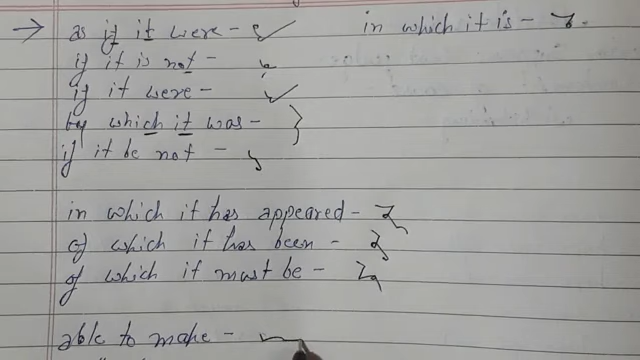 → as if it were -
in which it is -
if it is not -
if it were -
by which it was -
if it be not -
in which it has appeared -
of which it has been -
of which it must be -
able to make -